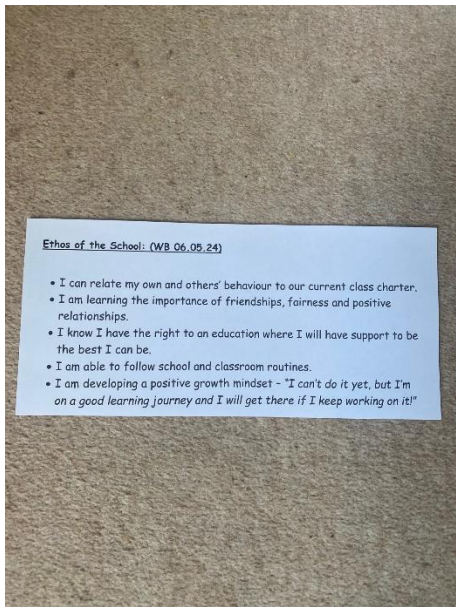 Ethos of the School: (WB 06.05.24)
• I can relate my own and others' behaviour to our current class charter.
• I am learning the importance of friendships, fairness and positive
relationships.
• I know I have the right to an education where I will have support to be
the best I can be.
• I am able to follow school and classroom routines.
• I am developing a positive growth mindset – "I can't do it yet, but I'm
on a good learning journey and I will get there if I keep working on it!"